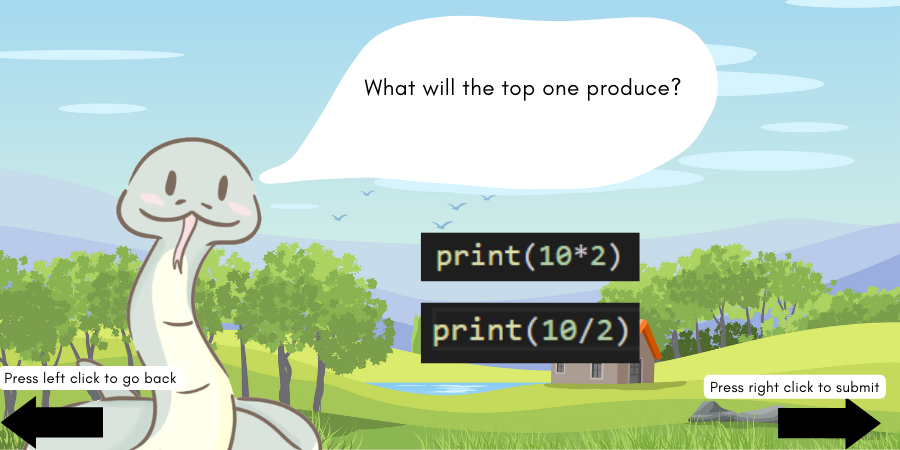 What will the top one produce?
print(10*2)
print(10/2)
Press left click to go back
Press right click to submit